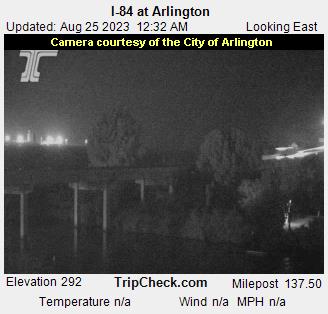 I-84 at Arlington
Updated: Aug 25 2023 12:32 AM Looking East
Camera courtesy of the City of Arlington
Elevation 292 TripCheck.com Milepost 137.50
Temperature n/a Wind n/a MPH n/a